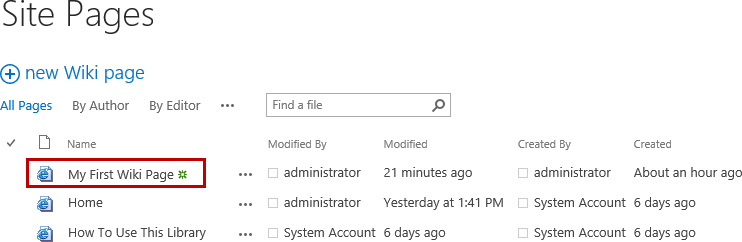 Site Pages
new Wiki page
All Pages By Author By Editor ... Find a file
Name Modified By Modified Created By Created
My First Wiki Page ... administrator 21 minutes ago administrator About an hour ago
Home ... administrator Yesterday at 1:41 PM System Account 6 days ago
How To Use This Library ... System Account 6 days ago System Account 6 days ago